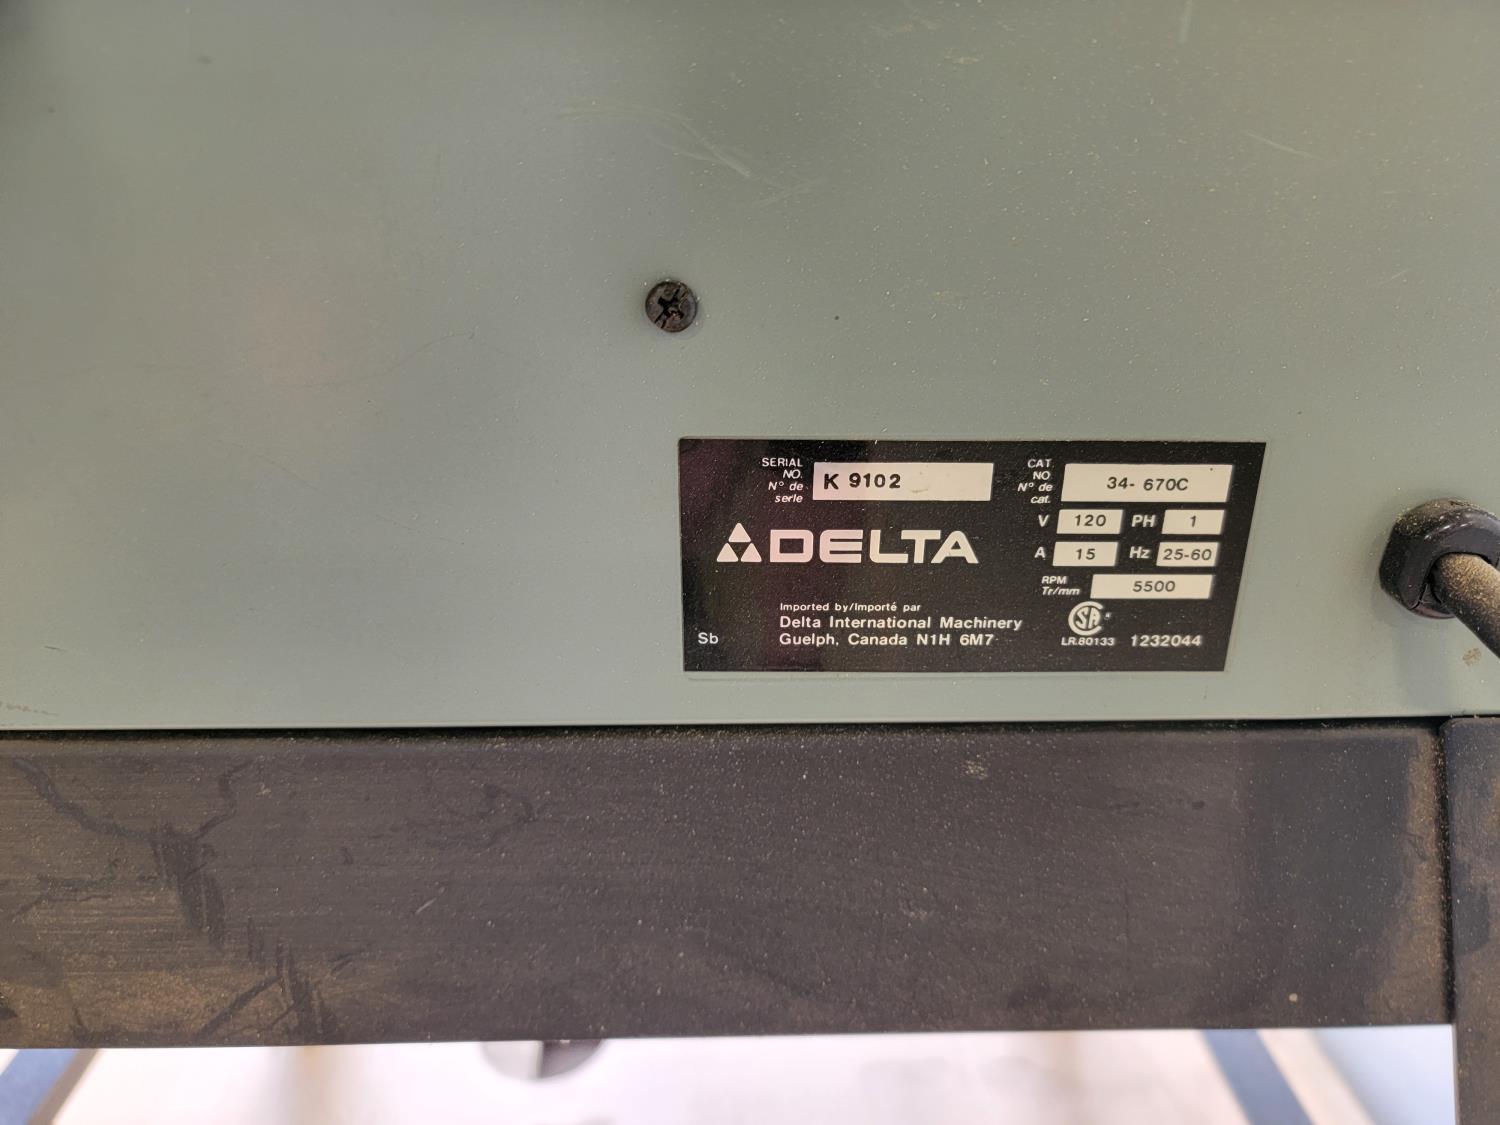 SERIAL
NO.
N° de
serie
K 9102
CAT.
NO
N° de
cat.
34- 670C
V 120 PH 1
A 15 Hz 25-60
RPM
Tr/mm
5500
DELTA
Imported by/Importé par
Delta International Machinery
Guelph, Canada N1H 6M7
Sb
SA
LR.80133 1232044